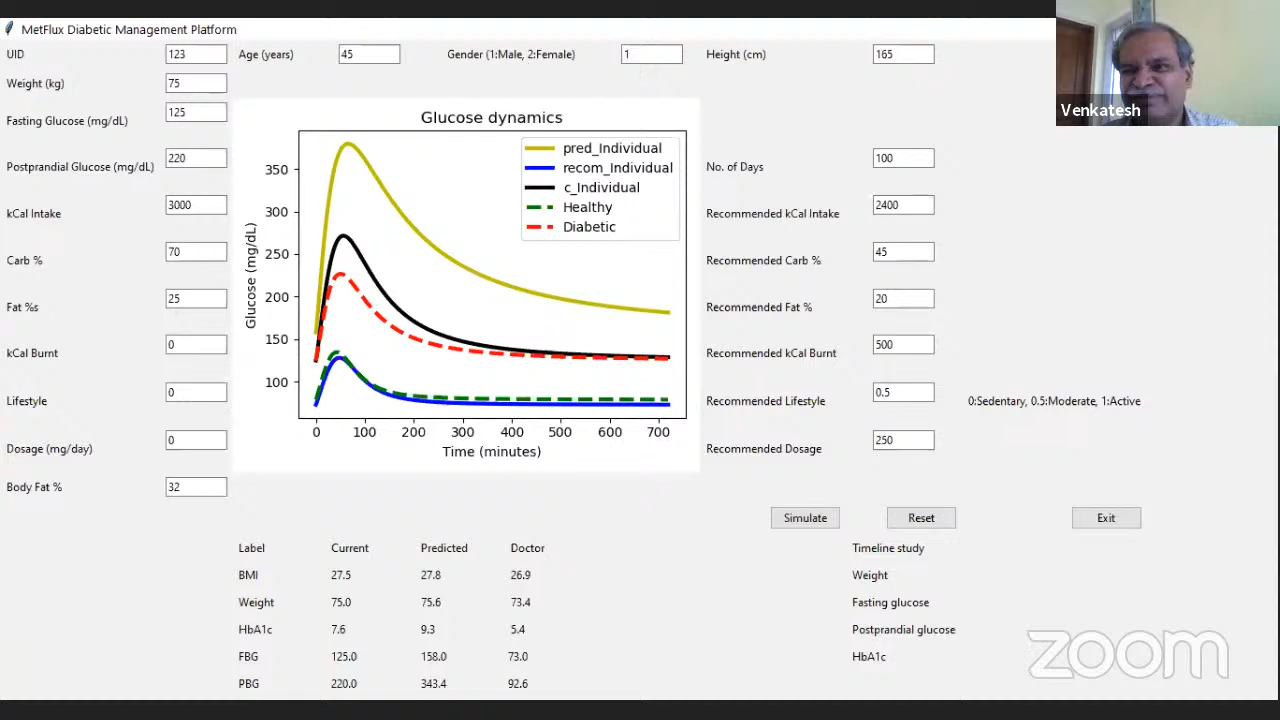 MetFlux Diabetic Management Platform
UID 123 Age (years) 45 Gender (1:Male, 2:Female) 1 Height (cm) 165
Weight (kg) 75
Venkatesh
Fasting Glucose (mg/dL) 125
Postprandial Glucose (mg/dL) 220
kCal Intake 3000
Carb % 70
Fat %s 25
kCal Burnt 0
Lifestyle 0
Dosage (mg/day) 0
Body Fat % 32
Glucose dynamics
pred_Individual
recom_Individual
c_Individual
Healthy
Diabetic
Glucose (mg/dL)
350
300
250
200
150
100
0 100 200 300 400 500 600 700
Time (minutes)
No. of Days 100
Recommended kCal Intake 2400
Recommended Carb % 45
Recommended Fat % 20
Recommended kCal Burnt 500
Recommended Lifestyle 0.5 0:Sedentary, 0.5:Moderate, 1:Active
Recommended Dosage 250
Simulate Reset Exit
Label Current Predicted Doctor
BMI 27.5 27.8 26.9
Weight 75.0 75.6 73.4
HbA1c 7.6 9.3 5.4
FBG 125.0 158.0 73.0
PBG 220.0 343.4 92.6
Timeline study
Weight
Fasting glucose
Postprandial glucose
HbA1c
zoom